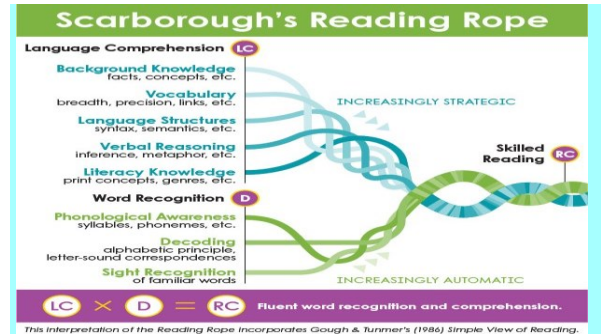 Scarborough's Reading Rope
Language Comprehension LC
Background Knowledge
facts, concepts, etc.
Vocabulary
breadth, precision, links, etc.
Language Structures
syntax, semantics, etc.
Verbal Reasoning
inference, metaphor, etc.
Literacy Knowledge
print concepts, genres, etc.
Word Recognition D
Phonological Awareness
syllables, phonemes, etc.
Decoding
alphabetic principle,
letter-sound correspondences
Sight Recognition
of familiar words
INCREASINGLY STRATEGIC
Skilled
Reading RC
INCREASINGLY AUTOMATIC
LC × D = RC Fluent word recognition and comprehension.
This interpretation of the Reading Rope incorporates Gough & Tunmer's (1986) Simple View of Reading.